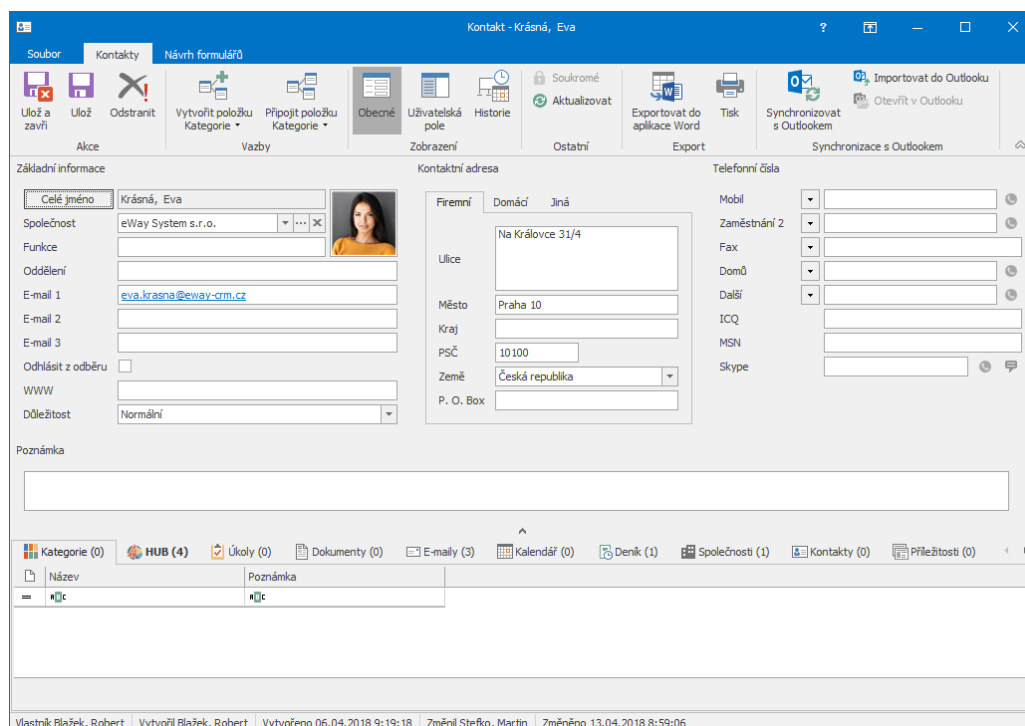 Kontakt - Krásná, Eva
?
Soubor Kontakty Návrh formulářů
Ulož a zavři
Ulož
Odstranit
Akce
Vytvořit položku Kategorie
Připojit položku Kategorie
Vazby
Obecné
Uživatelská pole
Historie
Zobrazení
Soukromé
Aktualizovat
Ostatní
Exportovat do aplikace Word
Tisk
Export
Synchronizovat s Outlookem
Importovat do Outlooku
Otevřít v Outlooku
Synchronizace s Outlookem
Základní informace
Celé jméno Krásná, Eva
Společnost eWay System s.r.o.
Funkce
Oddělení
E-mail 1 eva.krasna@eway-crm.cz
E-mail 2
E-mail 3
Odhlásit z odběru
WWW
Důležitost Normální
Kontaktní adresa
Firemní Domácí Jiná
Ulice Na Královce 31/4
Město Praha 10
Kraj
PSČ 10100
Země Česká republika
P. O. Box
Telefonní čísla
Mobil
Zaměstnání 2
Fax
Domů
Další
ICQ
MSN
Skype
Poznámka
Kategorie (0) HUB (4) Úkoly (0) Dokumenty (0) E-maily (3) Kalendář (0) Deník (1) Společnosti (1) Kontakty (0) Příležitosti (0)
Název Poznámka
Vlastník Blažek, Robert Vytvořil Blažek, Robert Vytvořeno 06.04.2018 9:19:18 Změnil Stefko, Martin Změněno 13.04.2018 8:59:06